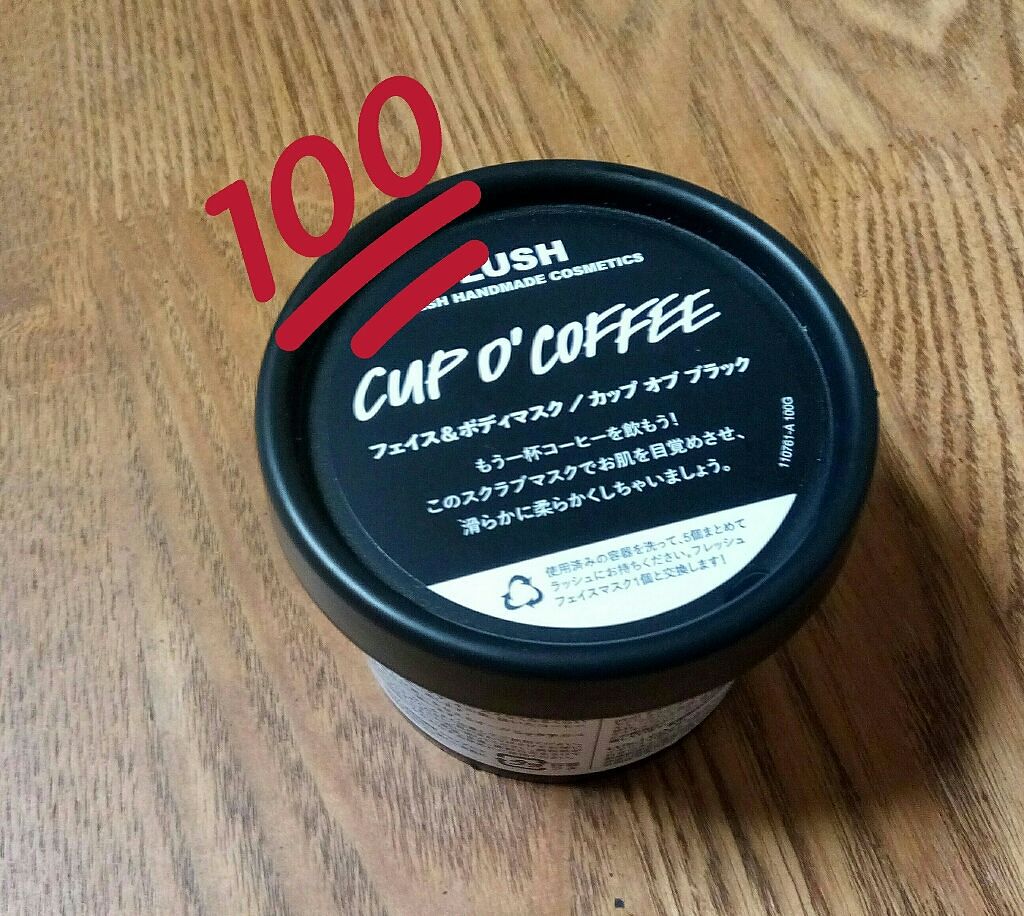 100
LUSH
SH HANDMADE COSMETICS
CUP O' COFFEE
フェイス&ボディマスク / カップ オブ ブラック
もう一杯コーヒーを飲もう!
このスクラブマスクでお肌を目覚めさせ、
滑らかに柔らかくしちゃいましょう。
110761-A 100G
使用済みの容器を洗って、5個まとめて
ラッシュにお持ちください。フレッシュ
フェイスマスク1個と交換します!